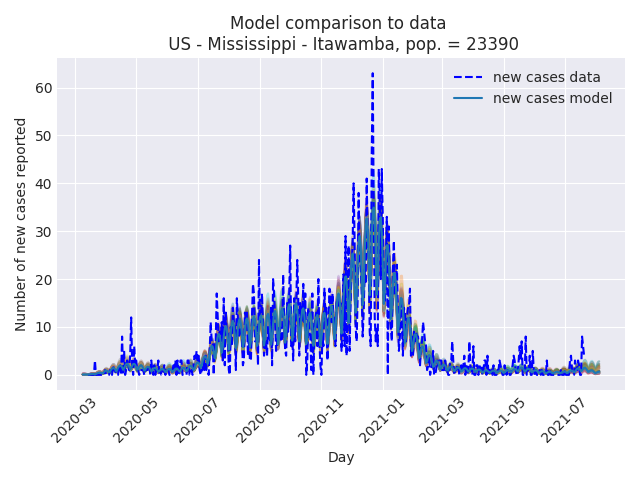 Model comparison to data
US - Mississippi - Itawamba, pop. = 23390
new cases data
new cases model
Number of new cases reported
60
50
40
30
20
10
0
2020-03
2020-05
2020-07
2020-09
2020-11
2021-01
2021-03
2021-05
2021-07
Day